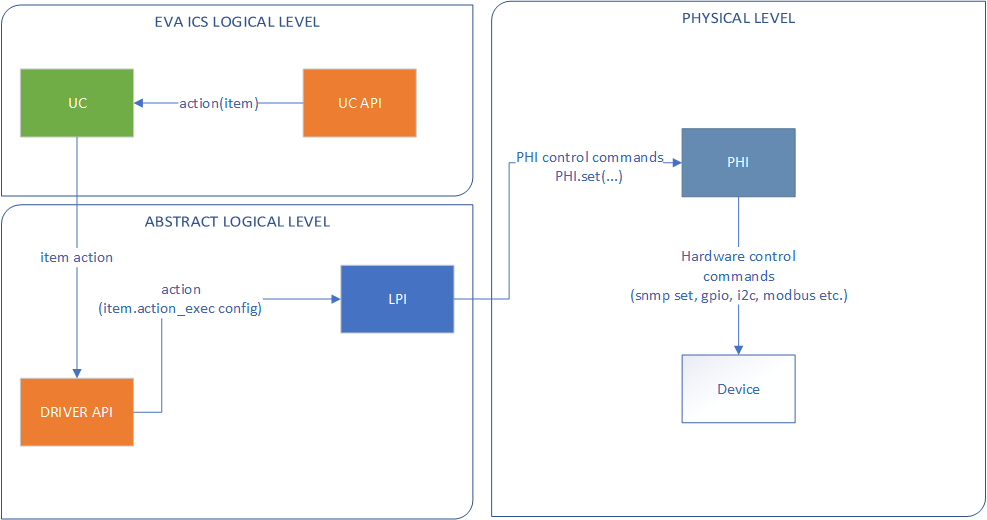 EVA ICS LOGICAL LEVEL
UC
action(item)
UC API
item action
ABSTRACT LOGICAL LEVEL
action
(item.action_exec config)
LPI
DRIVER API
PHYSICAL LEVEL
PHI control commands
PHI.set(...)
PHI
Hardware control
commands
(snmp set, gpio, i2c, modbus etc.)
Device